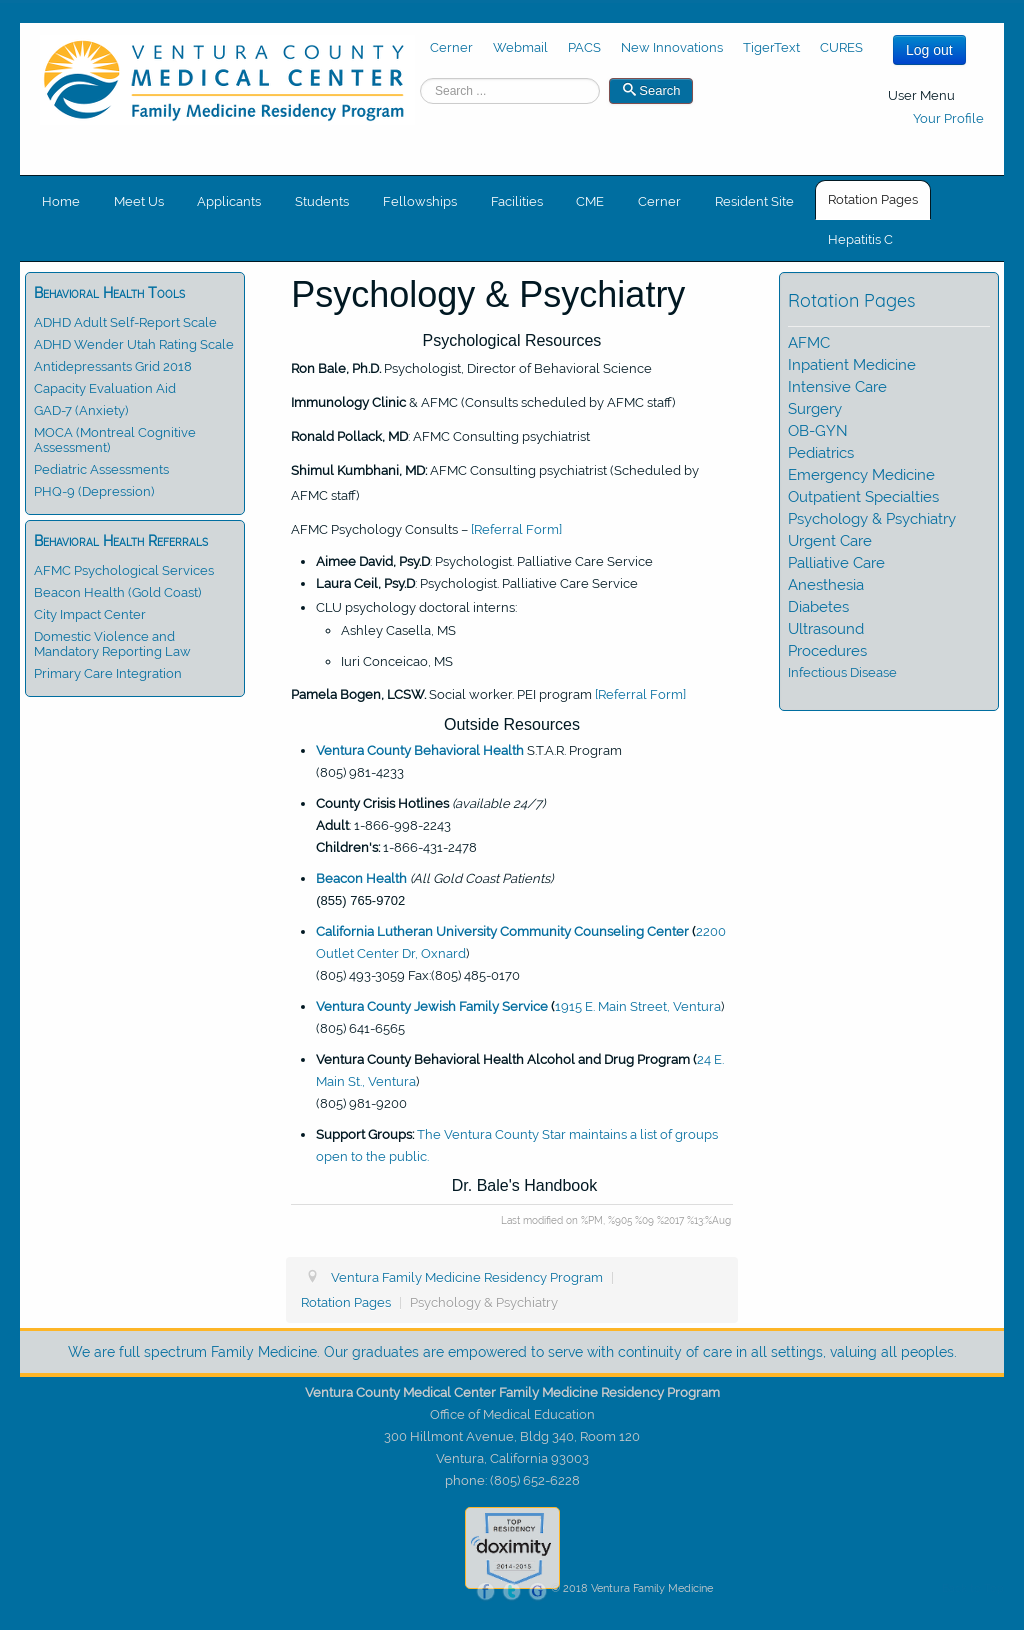 VENTURA COUNTY
MEDICAL CENTER
Family Medicine Residency Program
Cerner Webmail PACS New Innovations TigerText CURES
Log out
Search ...
Search
User Menu
Your Profile
Home Meet Us Applicants Students Fellowships Facilities CME Cerner Resident Site Rotation Pages
Hepatitis C
Behavioral Health Tools
ADHD Adult Self-Report Scale
ADHD Wender Utah Rating Scale
Antidepressants Grid 2018
Capacity Evaluation Aid
GAD-7 (Anxiety)
MOCA (Montreal Cognitive
Assessment)
Pediatric Assessments
PHQ-9 (Depression)
Behavioral Health Referrals
AFMC Psychological Services
Beacon Health (Gold Coast)
City Impact Center
Domestic Violence and
Mandatory Reporting Law
Primary Care Integration
Psychology & Psychiatry
Psychological Resources
Ron Bale, Ph.D. Psychologist, Director of Behavioral Science
Immunology Clinic & AFMC (Consults scheduled by AFMC staff)
Ronald Pollack, MD: AFMC Consulting psychiatrist
Shimul Kumbhani, MD: AFMC Consulting psychiatrist (Scheduled by
AFMC staff)
AFMC Psychology Consults – [Referral Form]
Aimee David, Psy.D: Psychologist. Palliative Care Service
Laura Ceil, Psy.D: Psychologist. Palliative Care Service
CLU psychology doctoral interns:
Ashley Casella, MS
Iuri Conceicao, MS
Pamela Bogen, LCSW. Social worker. PEI program [Referral Form]
Outside Resources
Ventura County Behavioral Health S.T.A.R. Program
(805) 981-4233
County Crisis Hotlines (available 24/7)
Adult: 1-866-998-2243
Children's: 1-866-431-2478
Beacon Health (All Gold Coast Patients)
(855) 765-9702
California Lutheran University Community Counseling Center (2200
Outlet Center Dr, Oxnard)
(805) 493-3059 Fax:(805) 485-0170
Ventura County Jewish Family Service (1915 E. Main Street, Ventura)
(805) 641-6565
Ventura County Behavioral Health Alcohol and Drug Program (24 E.
Main St., Ventura)
(805) 981-9200
Support Groups: The Ventura County Star maintains a list of groups
open to the public.
Dr. Bale's Handbook
Last modified on %PM, %905 %09 %2017 %13:%Aug
Ventura Family Medicine Residency Program
Rotation Pages | Psychology & Psychiatry
Rotation Pages
AFMC
Inpatient Medicine
Intensive Care
Surgery
OB-GYN
Pediatrics
Emergency Medicine
Outpatient Specialties
Psychology & Psychiatry
Urgent Care
Palliative Care
Anesthesia
Diabetes
Ultrasound
Procedures
Infectious Disease
We are full spectrum Family Medicine. Our graduates are empowered to serve with continuity of care in all settings, valuing all peoples.
Ventura County Medical Center Family Medicine Residency Program
Office of Medical Education
300 Hillmont Avenue, Bldg 340, Room 120
Ventura, California 93003
phone: (805) 652-6228
TOP
RESIDENCY
doximity
2014-2015
© 2018 Ventura Family Medicine